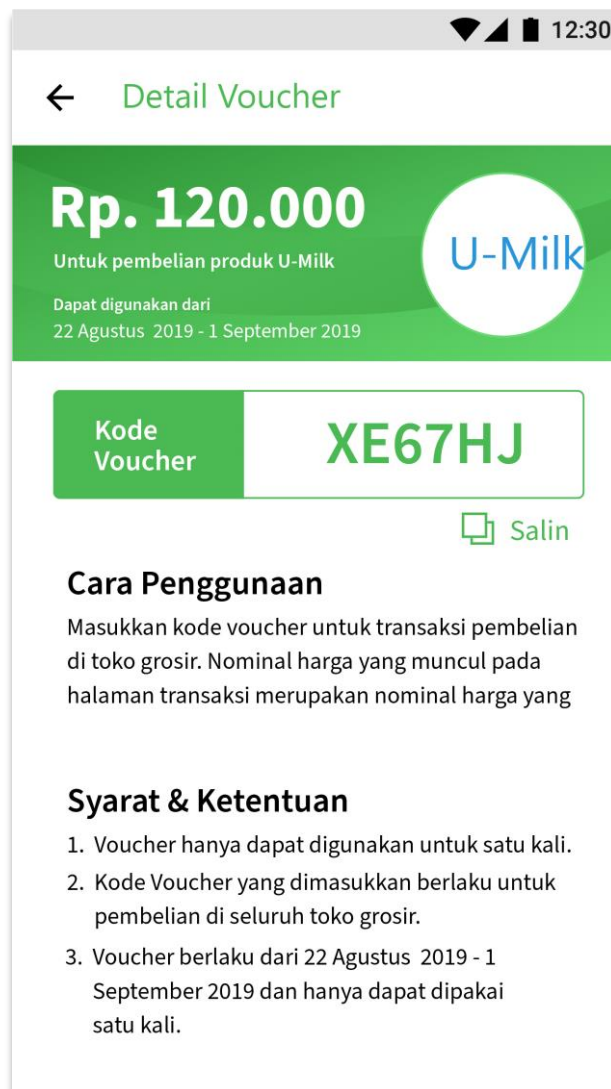 12:30
Detail Voucher
Rp. 120.000
Untuk pembelian produk U-Milk
U-Milk
Dapat digunakan dari
22 Agustus 2019 - 1 September 2019
Kode
Voucher
XE67HJ
Salin
Cara Penggunaan
Masukkan kode voucher untuk transaksi pembelian
di toko grosir. Nominal harga yang muncul pada
halaman transaksi merupakan nominal harga yang
Syarat & Ketentuan
1. Voucher hanya dapat digunakan untuk satu kali.
2. Kode Voucher yang dimasukkan berlaku untuk
pembelian di seluruh toko grosir.
3. Voucher berlaku dari 22 Agustus 2019 - 1
September 2019 dan hanya dapat dipakai
satu kali.